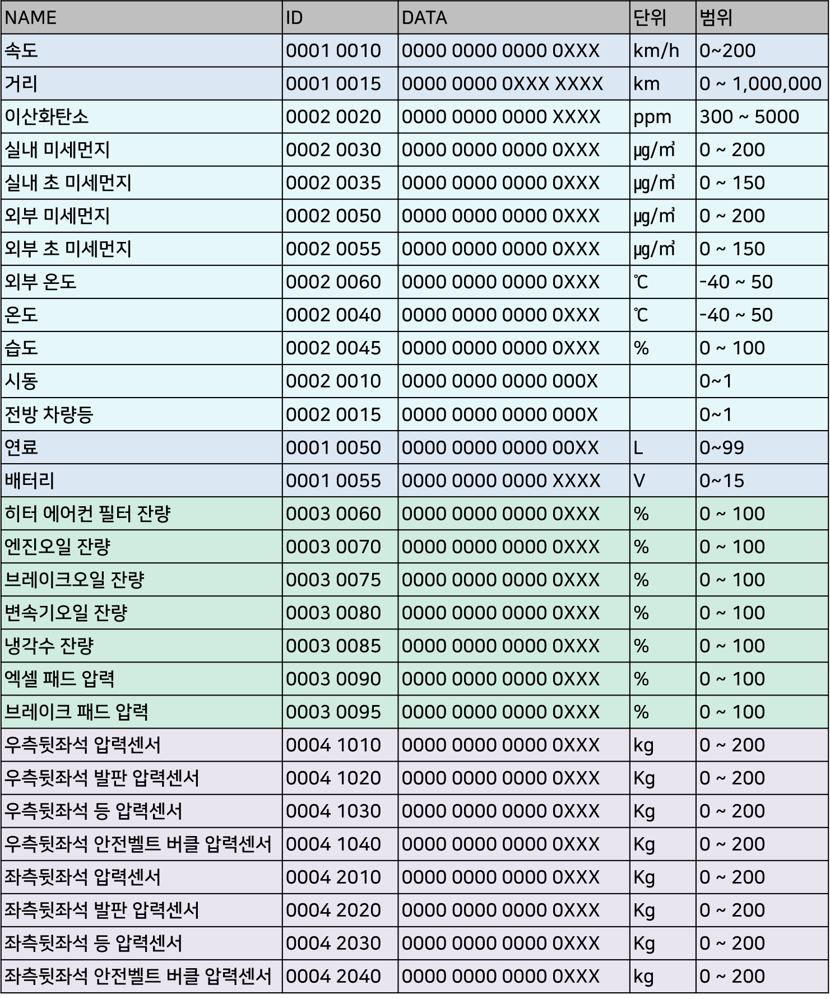 NAME ID DATA 단위 범위
속도 0001 0010 0000 0000 0000 0XXX km/h 0~200
거리 0001 0015 0000 0000 0XXX XXXX km 0 ~ 1,000,000
이산화탄소 0002 0020 0000 0000 0000 XXXX ppm 300 ~ 5000
실내 미세먼지 0002 0030 0000 0000 0000 0XXX μg/㎥ 0 ~ 200
실내 초 미세먼지 0002 0035 0000 0000 0000 0XXX μg/㎥ 0 ~ 150
외부 미세먼지 0002 0050 0000 0000 0000 0XXX μg/㎥ 0 ~ 200
외부 초 미세먼지 0002 0055 0000 0000 0000 0XXX μg/㎥ 0 ~ 150
외부 온도 0002 0060 0000 0000 0000 0XXX ℃ -40 ~ 50
온도 0002 0040 0000 0000 0000 0XXX ℃ -40 ~ 50
습도 0002 0045 0000 0000 0000 0XXX % 0 ~ 100
시동 0002 0010 0000 0000 0000 000X 0~1
전방 차량등 0002 0015 0000 0000 0000 000X 0~1
연료 0001 0050 0000 0000 0000 00XX L 0~99
배터리 0001 0055 0000 0000 0000 XXXX V 0~15
히터 에어컨 필터 잔량 0003 0060 0000 0000 0000 0XXX % 0 ~ 100
엔진오일 잔량 0003 0070 0000 0000 0000 0XXX % 0 ~ 100
브레이크오일 잔량 0003 0075 0000 0000 0000 0XXX % 0 ~ 100
변속기오일 잔량 0003 0080 0000 0000 0000 0XXX % 0 ~ 100
냉각수 잔량 0003 0085 0000 0000 0000 0XXX % 0 ~ 100
엑셀 패드 압력 0003 0090 0000 0000 0000 0XXX % 0 ~ 100
브레이크 패드 압력 0003 0095 0000 0000 0000 0XXX % 0 ~ 100
우측뒷좌석 압력센서 0004 1010 0000 0000 0000 0XXX kg 0 ~ 200
우측뒷좌석 발판 압력센서 0004 1020 0000 0000 0000 0XXX Kg 0 ~ 200
우측뒷좌석 등 압력센서 0004 1030 0000 0000 0000 0XXX Kg 0 ~ 200
우측뒷좌석 안전벨트 버클 압력센서 0004 1040 0000 0000 0000 0XXX Kg 0 ~ 200
좌측뒷좌석 압력센서 0004 2010 0000 0000 0000 0XXX Kg 0 ~ 200
좌측뒷좌석 발판 압력센서 0004 2020 0000 0000 0000 0XXX Kg 0 ~ 200
좌측뒷좌석 등 압력센서 0004 2030 0000 0000 0000 0XXX Kg 0 ~ 200
좌측뒷좌석 안전벨트 버클 압력센서 0004 2040 0000 0000 0000 0XXX kg 0 ~ 200